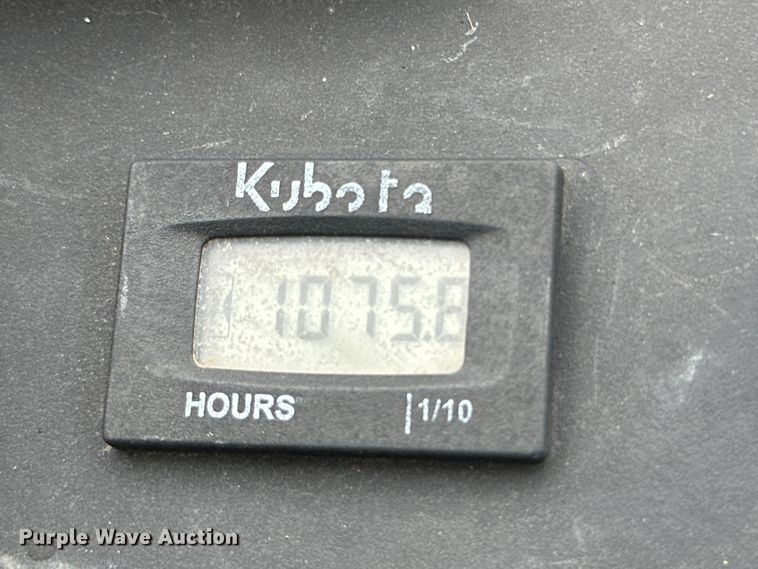 Kubota
1075.8
HOURS
1/10
Purple Wave Auction